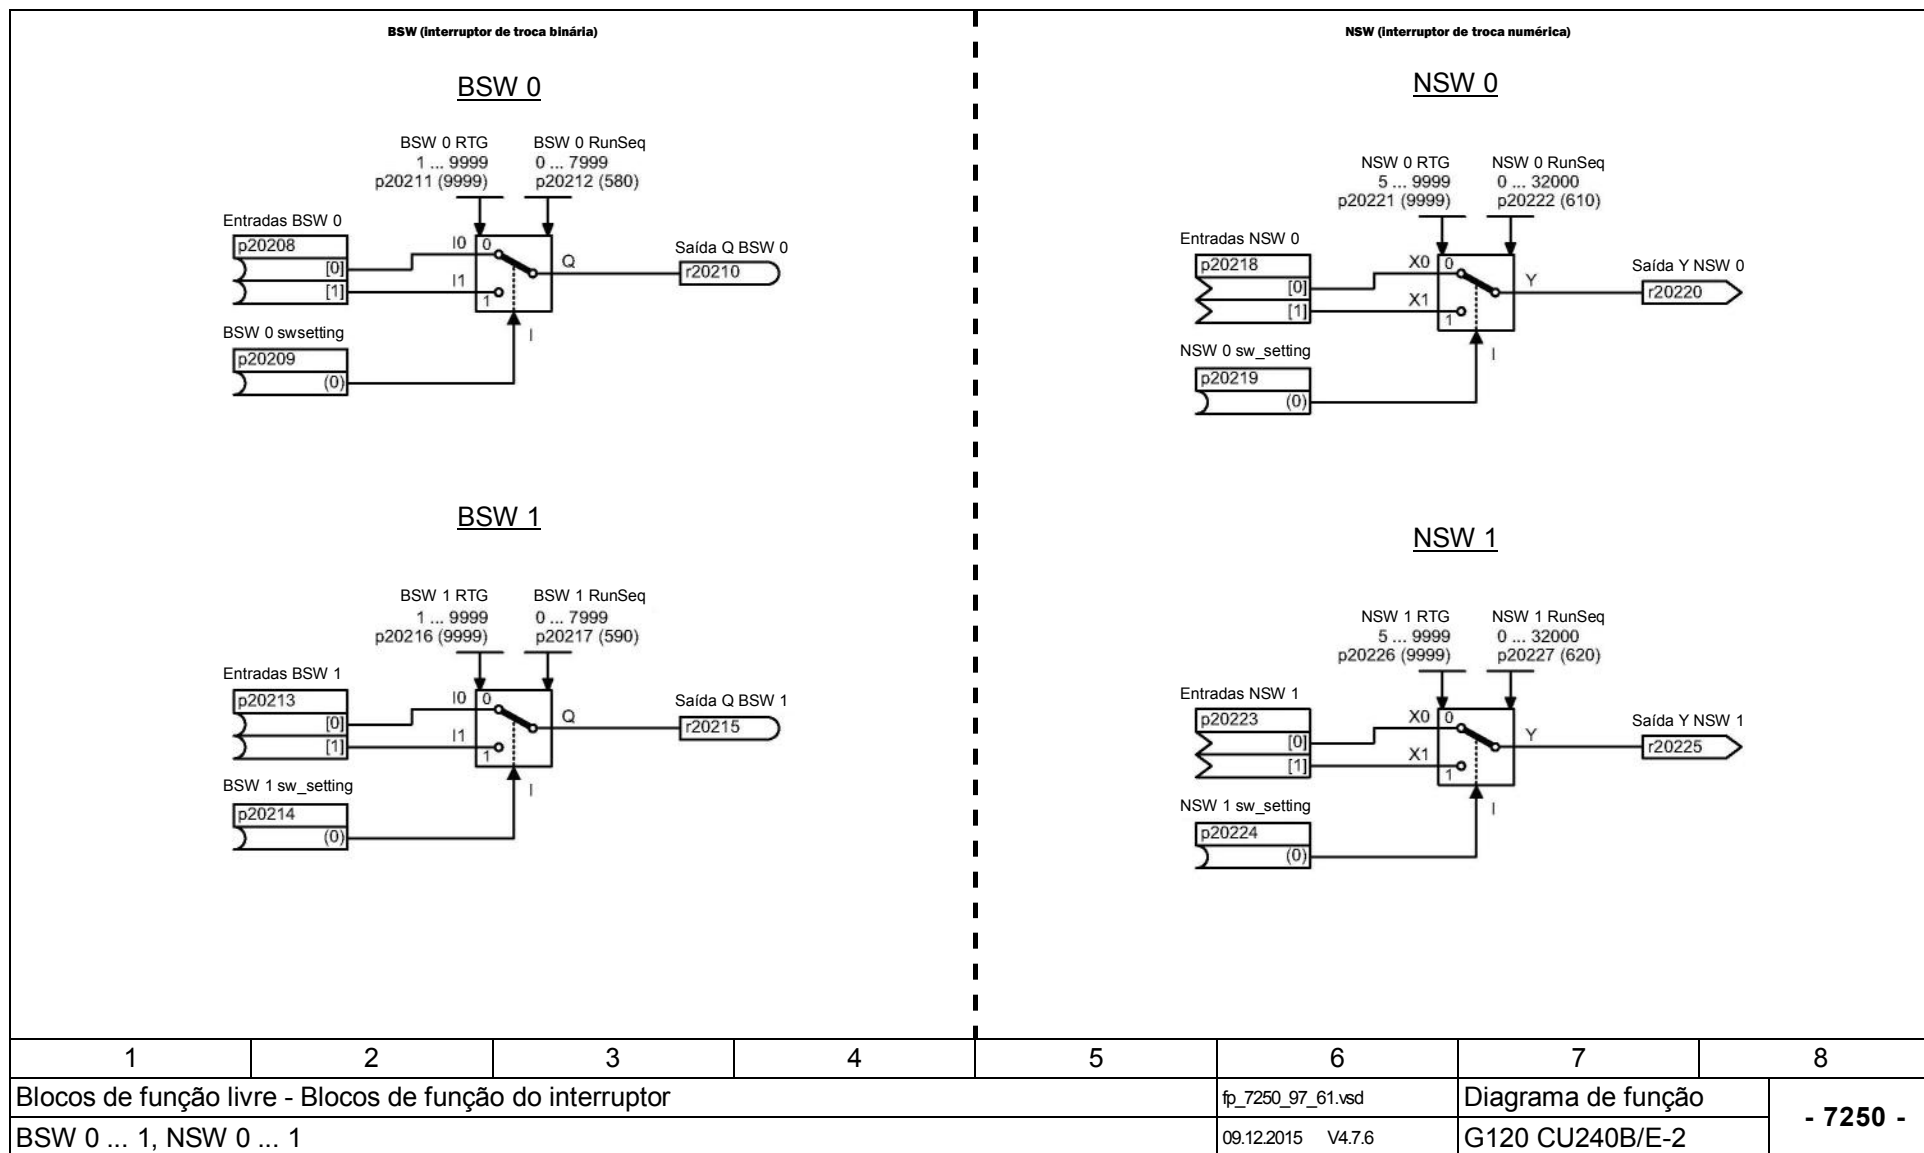 BSW (interruptor de troca binária)
BSW 0
BSW 0 RTG
1 ... 9999
p20211 (9999)
BSW 0 RunSeq
0 ... 7999
p20212 (580)
Entradas BSW 0
p20208
[0]
[1]
I0
I1
0
1
Q
I
Saída Q BSW 0
r20210
BSW 0 swsetting
p20209
(0)
BSW 1
BSW 1 RTG
1 ... 9999
p20216 (9999)
BSW 1 RunSeq
0 ... 7999
p20217 (590)
Entradas BSW 1
p20213
[0]
[1]
I0
I1
0
1
Q
I
Saída Q BSW 1
r20215
BSW 1 sw_setting
p20214
(0)
NSW (interruptor de troca numérica)
NSW 0
NSW 0 RTG
5 ... 9999
p20221 (9999)
NSW 0 RunSeq
0 ... 32000
p20222 (610)
Entradas NSW 0
p20218
[0]
[1]
X0
X1
0
1
Y
I
Saída Y NSW 0
r20220
NSW 0 sw_setting
p20219
(0)
NSW 1
NSW 1 RTG
5 ... 9999
p20226 (9999)
NSW 1 RunSeq
0 ... 32000
p20227 (620)
Entradas NSW 1
p20223
[0]
[1]
X0
X1
0
1
Y
I
Saída Y NSW 1
r20225
NSW 1 sw_setting
p20224
(0)
1 2 3 4 5 6 7 8
Blocos de função livre - Blocos de função do interruptor
fp_7250_97_61.vsd
Diagrama de função
- 7250 -
BSW 0 ... 1, NSW 0 ... 1
09.12.2015 V4.7.6
G120 CU240B/E-2